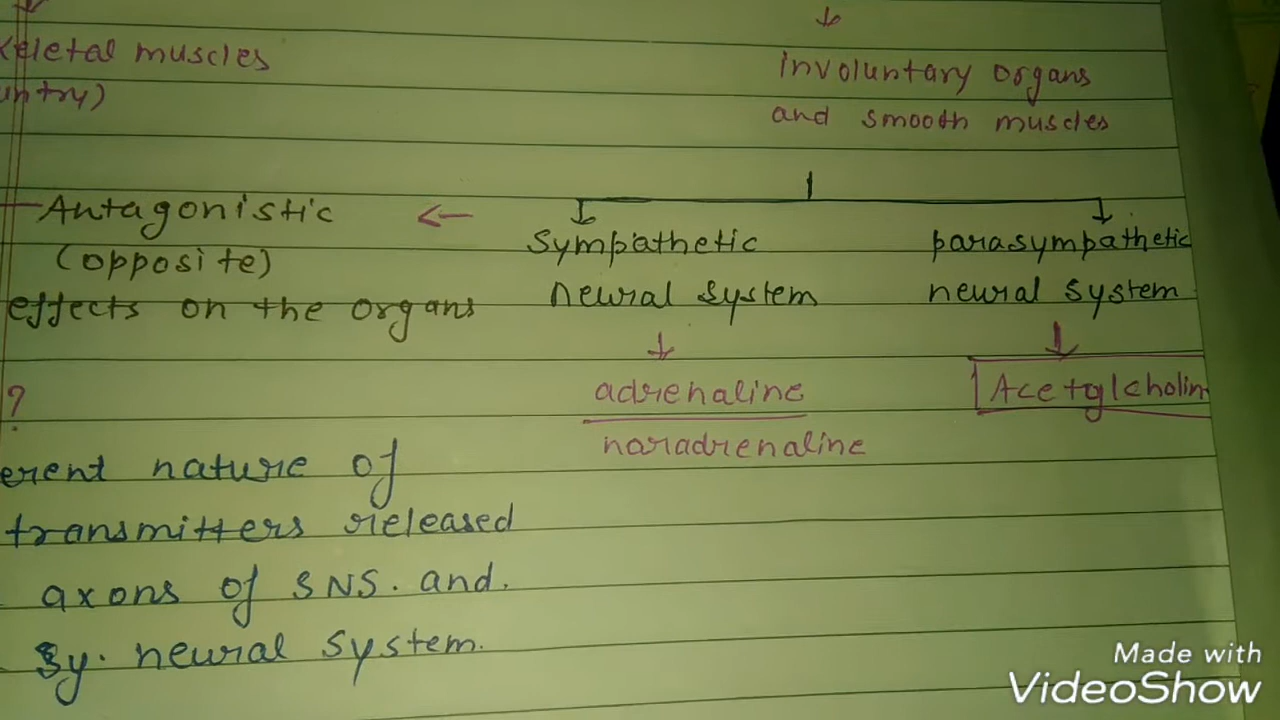 keletal muscles
untry)
involuntary organs
and smooth muscles
Antagonistic
(opposite)
effects on the organs
Sympathetic
neural system
parasympathetic
neural system
adrenaline
noradrenaline
Acetylcholin
?
erent nature of
transmitters released
axons of SNS. and.
sy. neural system.
Made with
VideoShow